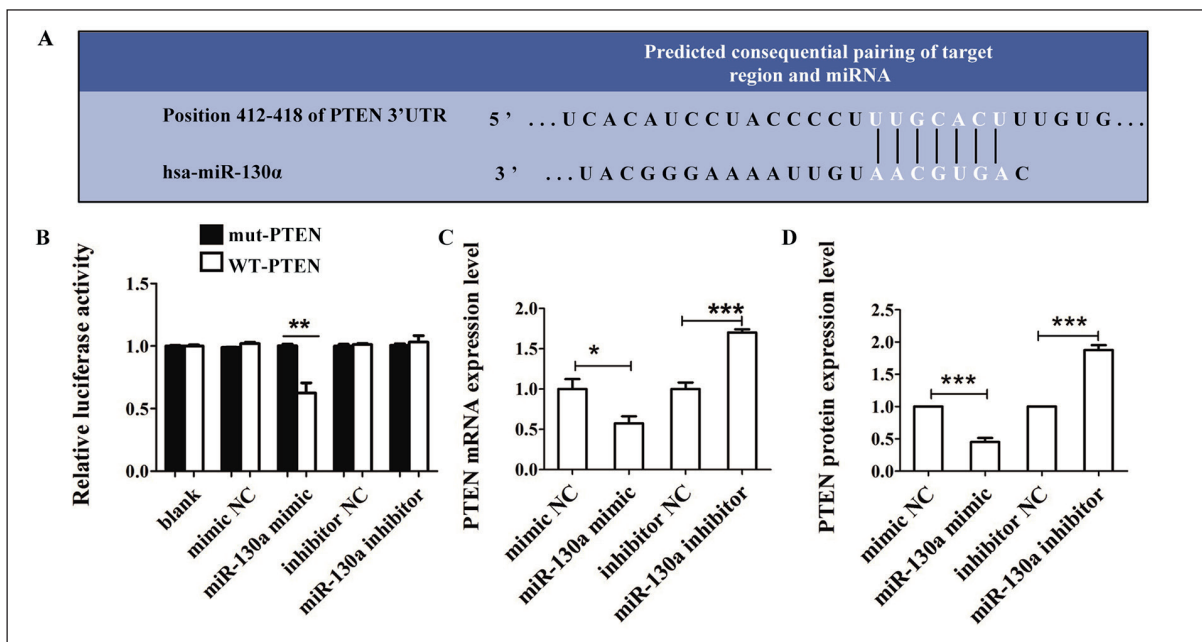 A
Predicted consequential pairing of target
region and miRNA
Position 412-418 of PTEN 3'UTR 5' ...UCACAUCCUACCCCUUUGCACUUUGUG...
hsa-miR-130α 3' ...UACGGGAAAAUUGUAACGUGAC
B
mut-PTEN
WT-PTEN
Relative luciferase activity
1.5
1.0
0.5
0.0
**
blank
mimic NC
miR-130a mimic
inhibitor NC
miR-130a inhibitor
C
PTEN mRNA expression level
2.0
1.5
1.0
0.5
0.0
*
***
mimic NC
miR-130a mimic
inhibitor NC
miR-130a inhibitor
D
PTEN protein expression level
2.5
2.0
1.5
1.0
0.5
0.0
***
***
mimic NC
miR-130a mimic
inhibitor NC
miR-130a inhibitor